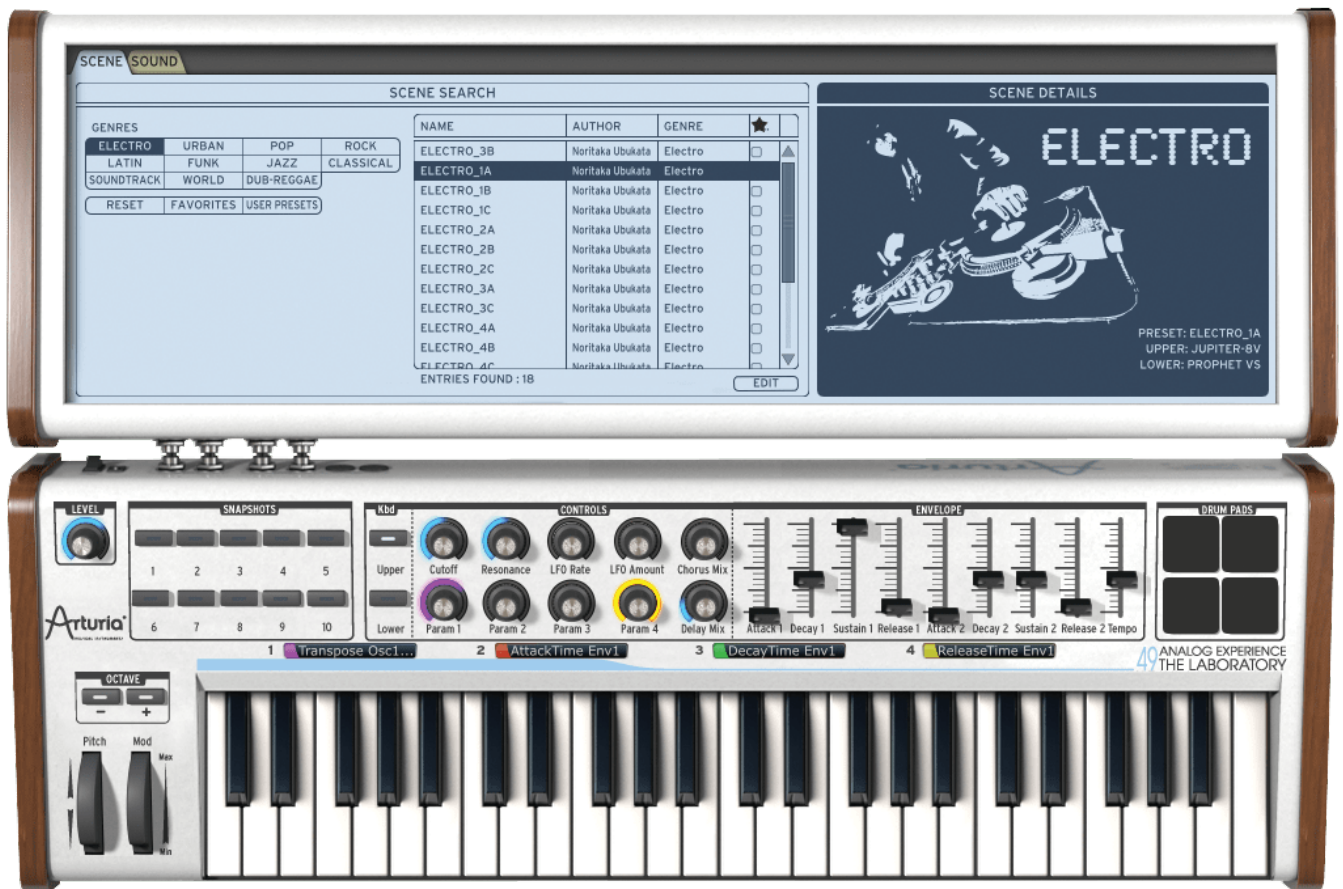 SCENE SOUND
SCENE SEARCH
GENRES
ELECTRO URBAN POP ROCK
LATIN FUNK JAZZ CLASSICAL
SOUNDTRACK WORLD DUB-REGGAE
RESET FAVORITES USER PRESETS
NAME AUTHOR GENRE
ELECTRO_3B Noritaka Ubukata Electro
ELECTRO_1A Noritaka Ubukata Electro
ELECTRO_1B Noritaka Ubukata Electro
ELECTRO_1C Noritaka Ubukata Electro
ELECTRO_2A Noritaka Ubukata Electro
ELECTRO_2B Noritaka Ubukata Electro
ELECTRO_2C Noritaka Ubukata Electro
ELECTRO_3A Noritaka Ubukata Electro
ELECTRO_3C Noritaka Ubukata Electro
ELECTRO_4A Noritaka Ubukata Electro
ELECTRO_4B Noritaka Ubukata Electro
ELECTRO_4C Noritaka Ubukata Electro
ENTRIES FOUND : 18 EDIT
SCENE DETAILS
ELECTRO
PRESET: ELECTRO_1A
UPPER: JUPITER-8V
LOWER: PROPHET VS
Arturia
LEVEL SNAPSHOTS Kbd CONTROLS ENVELOPE DRUM PADS
1 2 3 4 5 Upper Cutoff Resonance LFO Rate LFO Amount Chorus Mix
6 7 8 9 10 Lower Param 1 Param 2 Param 3 Param 4 Delay Mix Attack 1 Decay 1 Sustain 1 Release 1 Attack 2 Decay 2 Sustain 2 Release 2 Tempo
Arturia
1 Transpose Osc1... 2 AttackTime Env1 3 DecayTime Env1 4 ReleaseTime Env1
49 ANALOG EXPERIENCE
THE LABORATORY
OCTAVE
- +
Pitch Mod
Max
Min